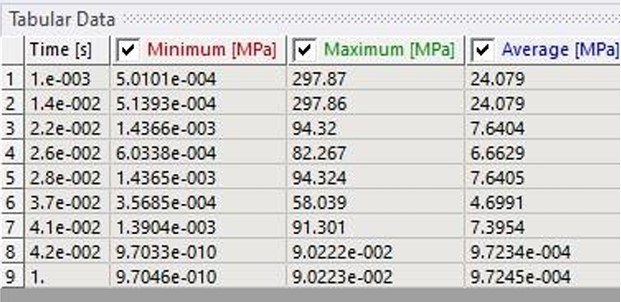 Tabular Data
Time [s] Minimum [MPa] Maximum [MPa] Average [MPa]
1 1.e-003 5.0101e-004 297.87 24.079
2 1.4e-002 5.1393e-004 297.86 24.079
3 2.2e-002 1.4366e-003 94.32 7.6404
4 2.6e-002 6.0338e-004 82.267 6.6629
5 2.8e-002 1.4365e-003 94.324 7.6405
6 3.7e-002 3.5685e-004 58.039 4.6991
7 4.1e-002 1.3904e-003 91.301 7.3954
8 4.2e-002 9.7033e-010 9.0222e-002 9.7234e-004
9 1. 9.7046e-010 9.0223e-002 9.7245e-004